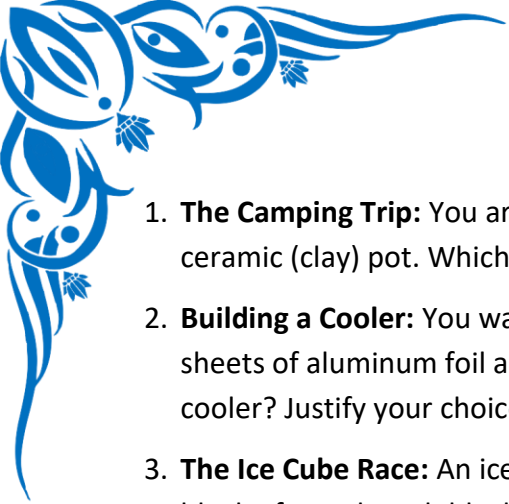 1. The Camping Trip: You ar
ceramic (clay) pot. Which
2. Building a Cooler: You wa
sheets of aluminum foil a
cooler? Justify your choic
3. The Ice Cube Race: An ice